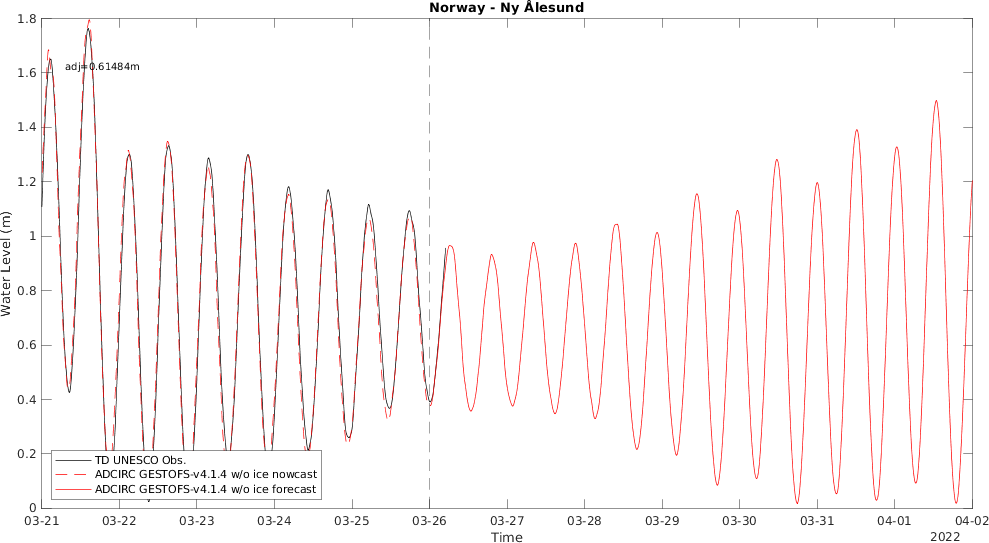 Norway - Ny Ålesund
1.8
1.6
1.4
1.2
1
0.8
0.6
0.4
0.2
0
Water Level (m)
adj=0.61484m
TD UNESCO Obs.
ADCIRC GESTOFS-v4.1.4 w/o ice nowcast
ADCIRC GESTOFS-v4.1.4 w/o ice forecast
03-21 03-22 03-23 03-24 03-25 03-26 03-27 03-28 03-29 03-30 03-31 04-01 04-02
Time
2022